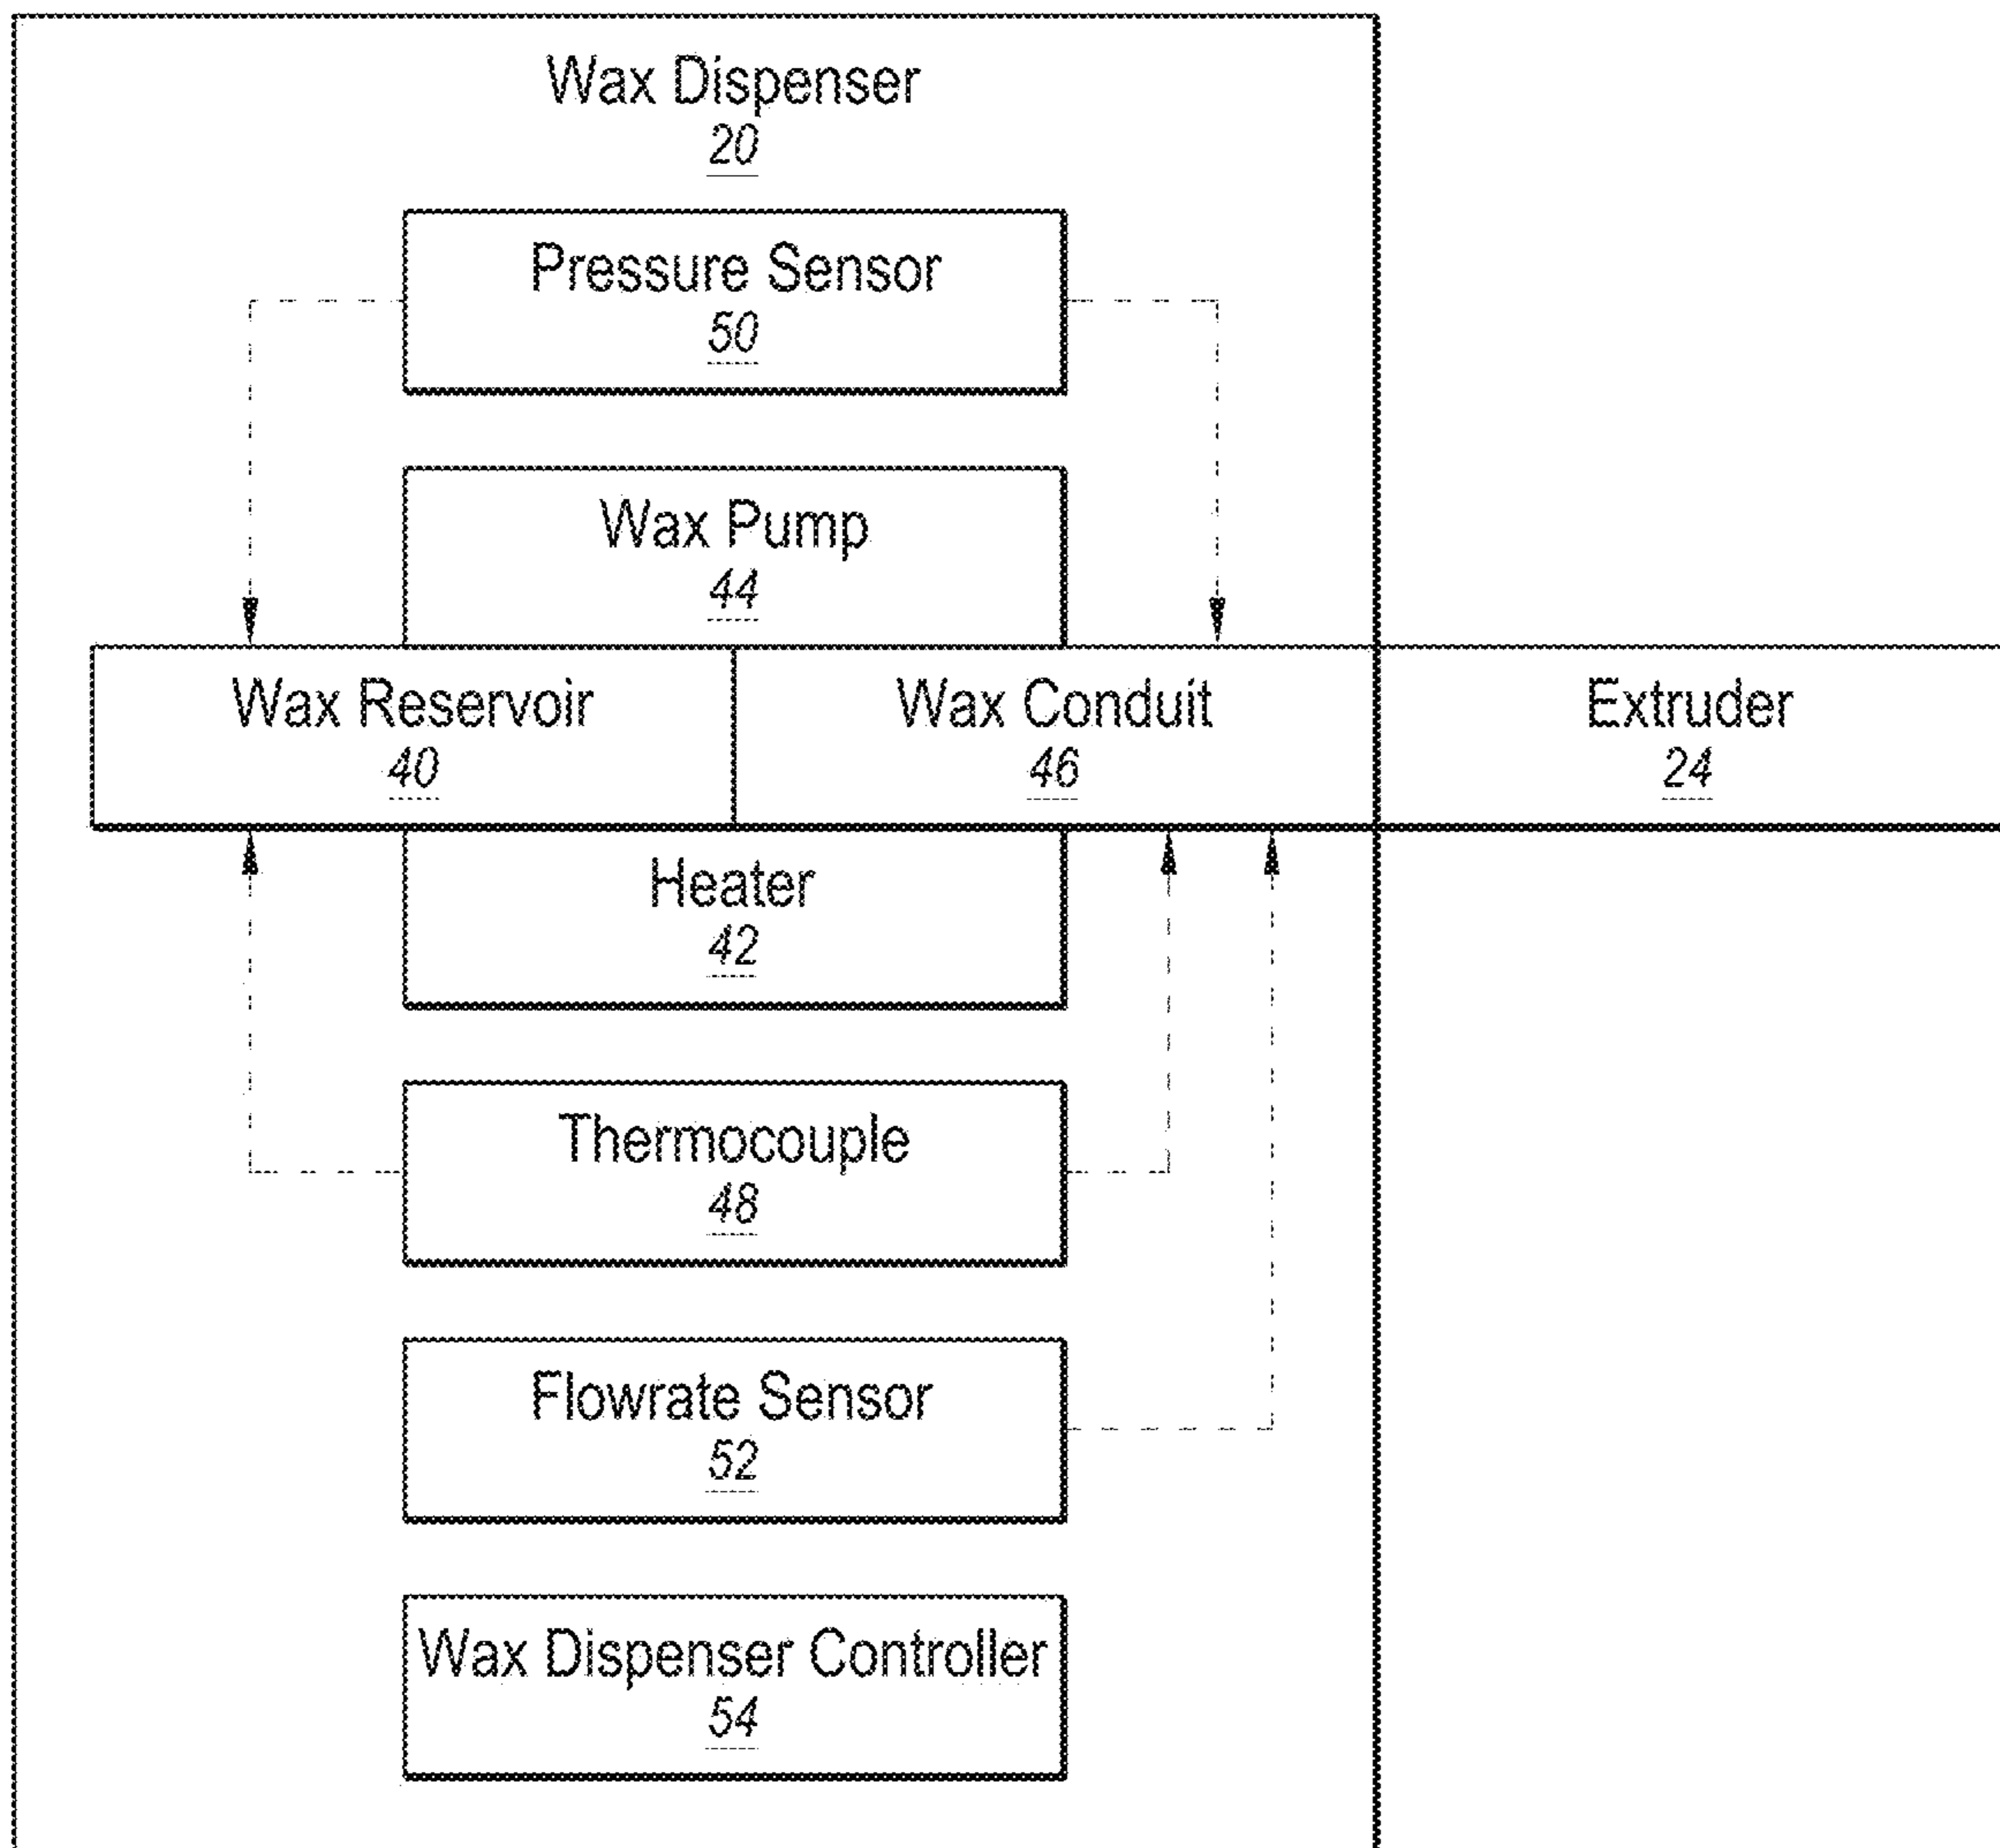 Wax Dispenser
20
Pressure Sensor
50
Wax Pump
44
Wax Reservoir
40
Wax Conduit
46
Extruder
24
Heater
42
Thermocouple
48
Flowrate Sensor
52
Wax Dispenser Controller
54